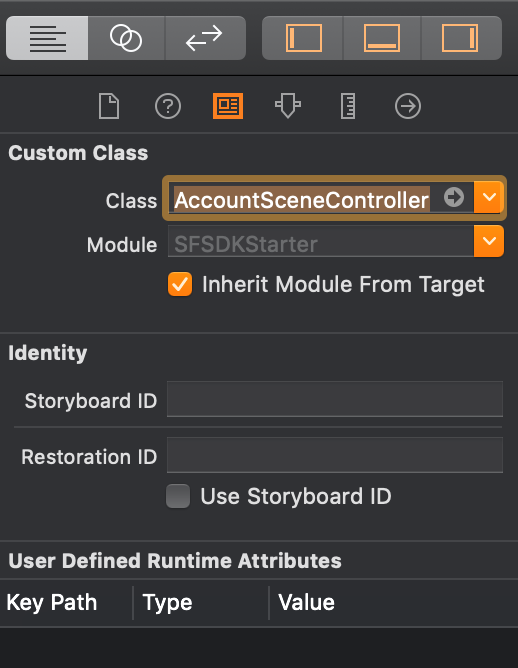 Custom Class
Class AccountSceneController
Module SFSDKStarter
Inherit Module From Target
Identity
Storyboard ID
Restoration ID
Use Storyboard ID
User Defined Runtime Attributes
Key Path Type Value